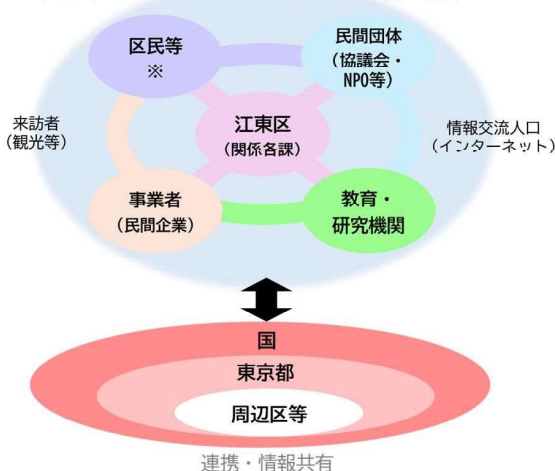 区民等
※
民間団体
(協議会・
NPO等)
来訪者
(観光等)
江東区
(関係各課)
情報交流人口
(インターネット)
事業者
(民間企業)
教育・
研究機関
国
東京都
周辺区等
連携・情報共有